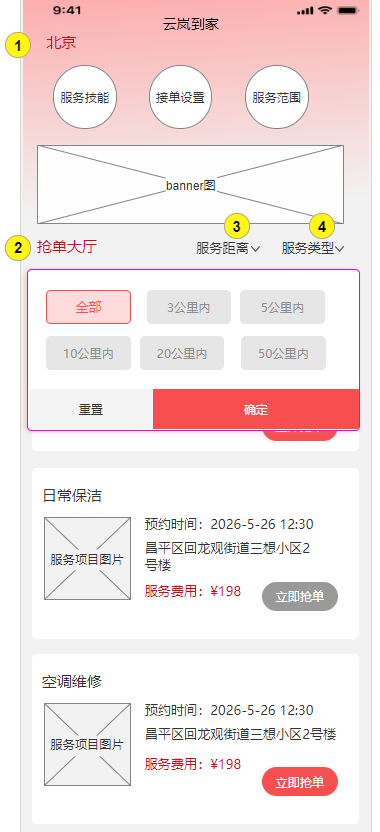 9:41
云岚到家
1
北京
服务技能
接单设置
服务范围
banner图
3
4
2
抢单大厅
服务距离
服务类型
全部
3公里内
5公里内
10公里内
20公里内
50公里内
重置
确定
日常保洁
预约时间：2026-5-26 12:30
昌平区回龙观街道三想小区2
号楼
服务项目图片
服务费用：¥198
立即抢单
空调维修
预约时间：2026-5-26 12:30
昌平区回龙观街道三想小区2号楼
服务项目图片
服务费用：¥198
立即抢单